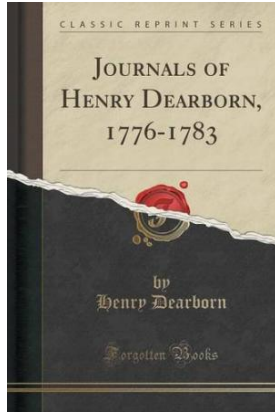 CLASSIC REPRINT SERIES
JOURNALS OF
HENRY DEARBORN,
1776-1783
by
Henry Dearborn
Forgotten Books